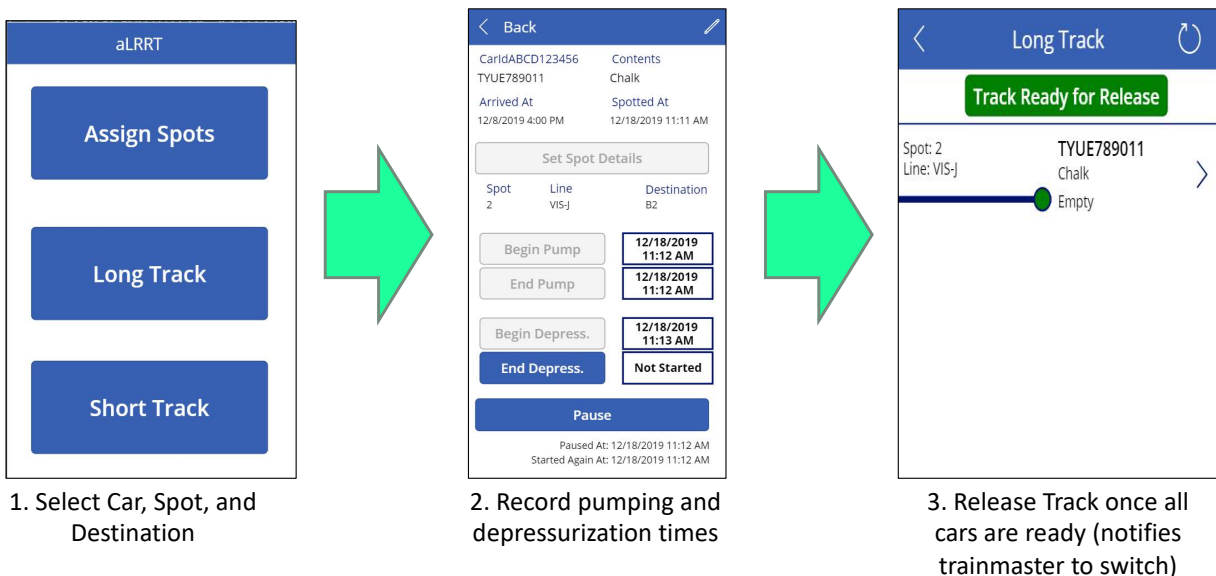 aLRRT
Assign Spots
Long Track
Short Track
1. Select Car, Spot, and
Destination
Back
CarIdABCD123456 Contents
TYUE789011 Chalk
Arrived At Spotted At
12/8/2019 4:00 PM 12/18/2019 11:11 AM
Set Spot Details
Spot Line Destination
2 VIS-J B2
Begin Pump 12/18/2019
11:12 AM
End Pump 12/18/2019
11:12 AM
Begin Depress. 12/18/2019
11:13 AM
End Depress. Not Started
Pause
Paused At: 12/18/2019 11:12 AM
Started Again At: 12/18/2019 11:12 AM
2. Record pumping and
depressurization times
Long Track
Track Ready for Release
Spot: 2 TYUE789011
Line: VIS-J Chalk
Empty
3. Release Track once all
cars are ready (notifies
trainmaster to switch)